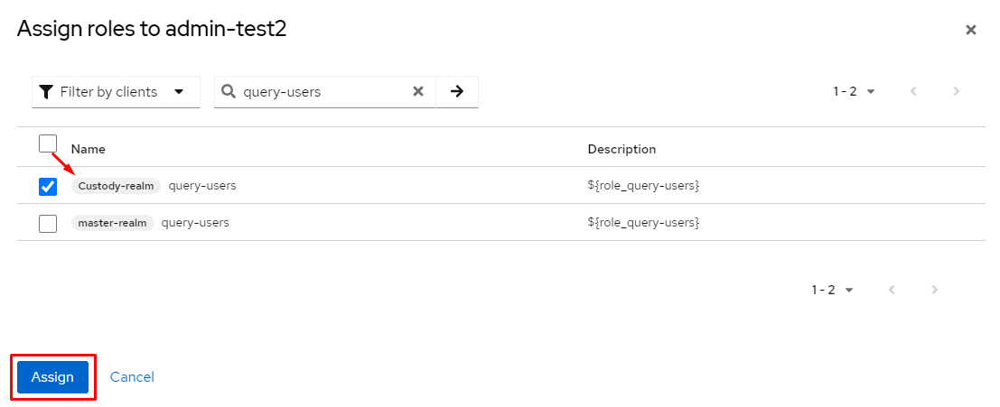 Assign roles to admin-test2
Filter by clients query-users 1 - 2
Name Description
Custody-realm query-users ${role_query-users}
master-realm query-users ${role_query-users}
1 - 2
Assign Cancel